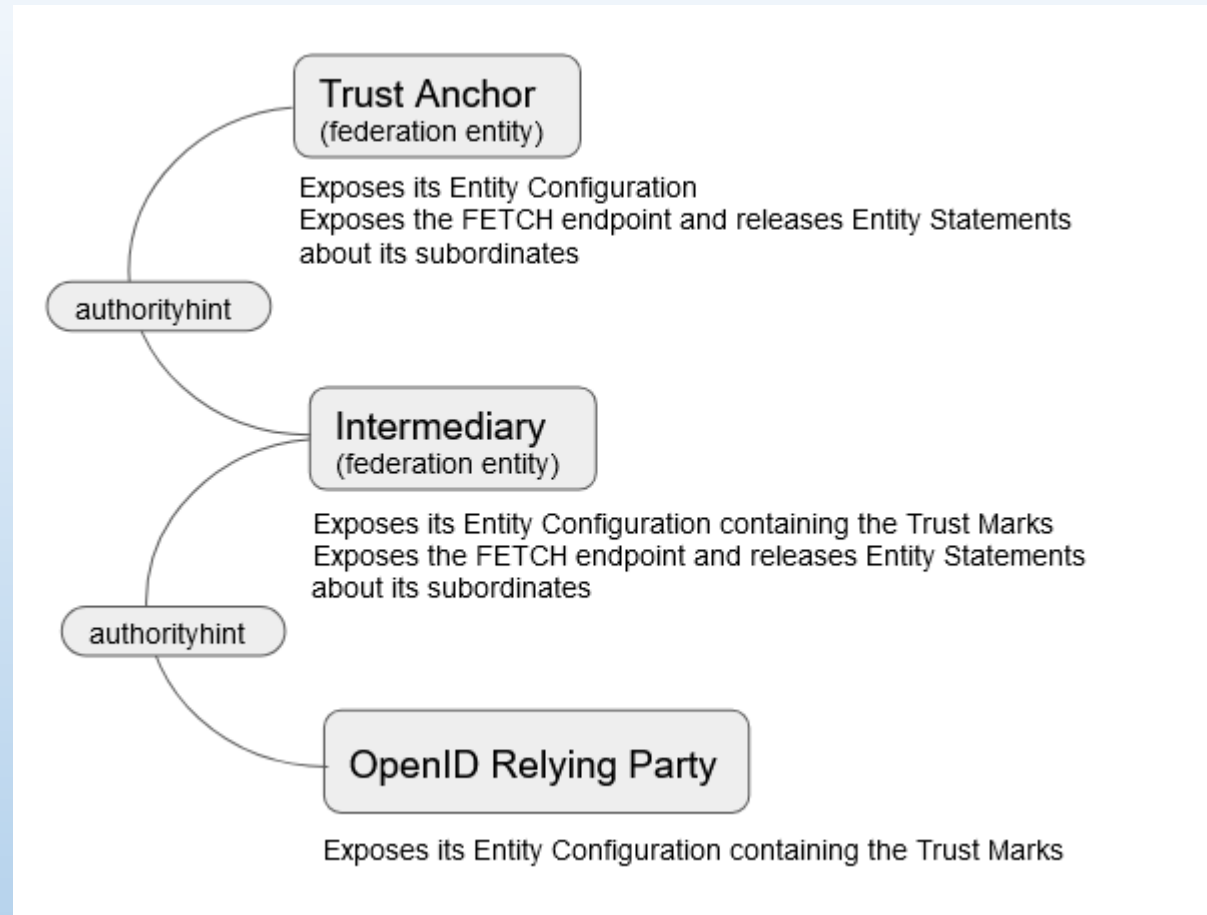 Trust Anchor
(federation entity)
Exposes its Entity Configuration
Exposes the FETCH endpoint and releases Entity Statements
about its subordinates
authorityhint
Intermediary
(federation entity)
Exposes its Entity Configuration containing the Trust Marks
Exposes the FETCH endpoint and releases Entity Statements
about its subordinates
authorityhint
OpenID Relying Party
Exposes its Entity Configuration containing the Trust Marks